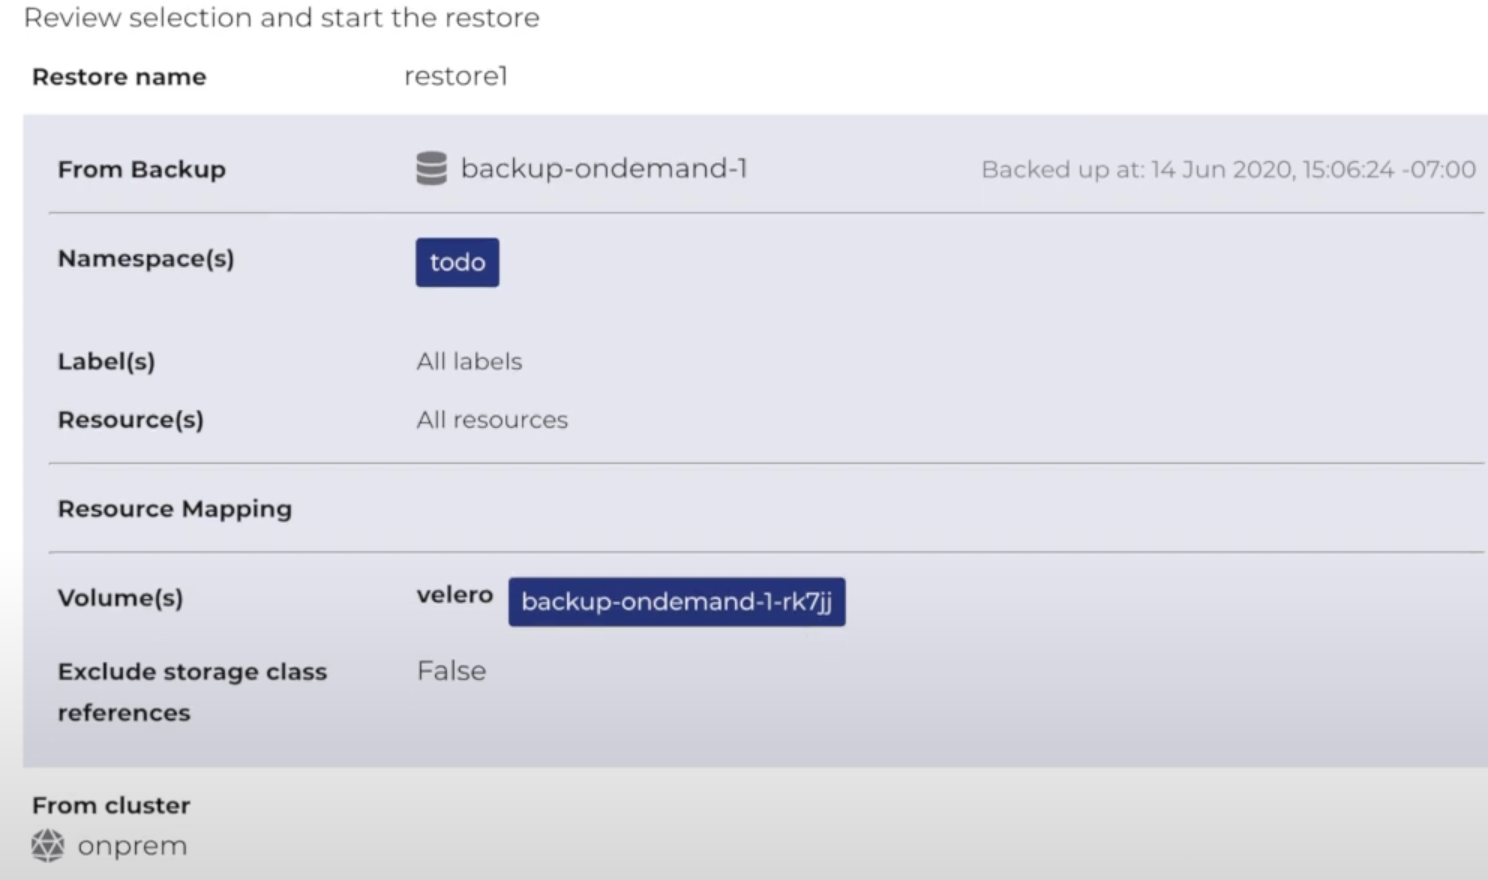 Review selection and start the restore
Restore name restore1
From Backup backup-ondemand-1 Backed up at: 14 Jun 2020, 15:06:24 -07:00
Namespace(s) todo
Label(s) All labels
Resource(s) All resources
Resource Mapping
Volume(s) velero backup-ondemand-1-rk7jj
Exclude storage class False
references
From cluster
onprem